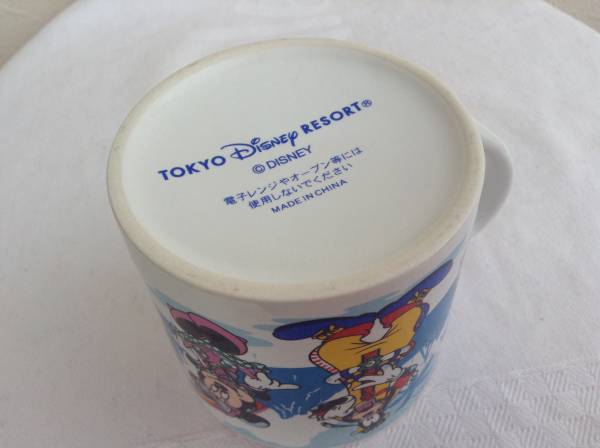 TOKYO Disney RESORT®
© DISNEY
電子レンジやオーブン等には
使用しないでください
MADE IN CHINA